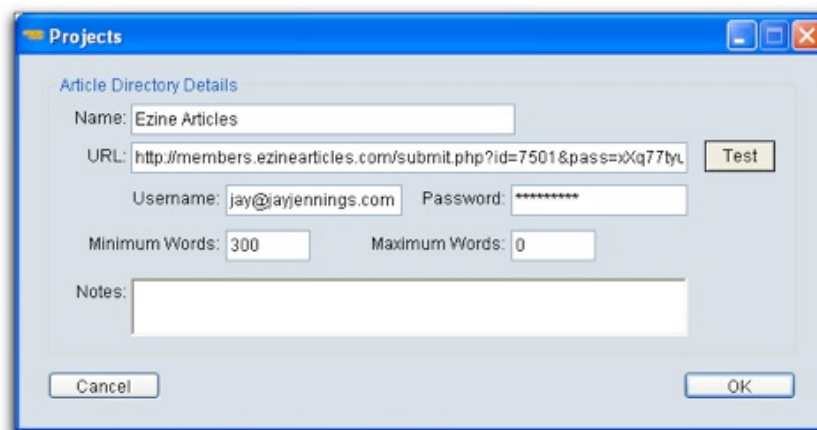 Projects
Article Directory Details
Name: Ezine Articles
URL: http://members.ezinearticles.com/submit.php?id=7501&pass=xXq77tyu Test
Username: jay@jayjennings.com Password: *********
Minimum Words: 300 Maximum Words: 0
Notes:
Cancel OK